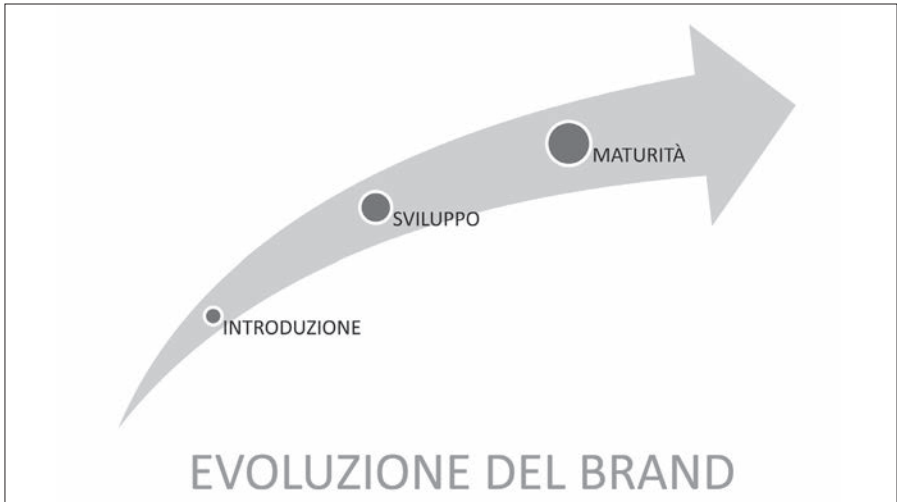 MATURITÀ
SVILUPPO
INTRODUZIONE
EVOLUZIONE DEL BRAND